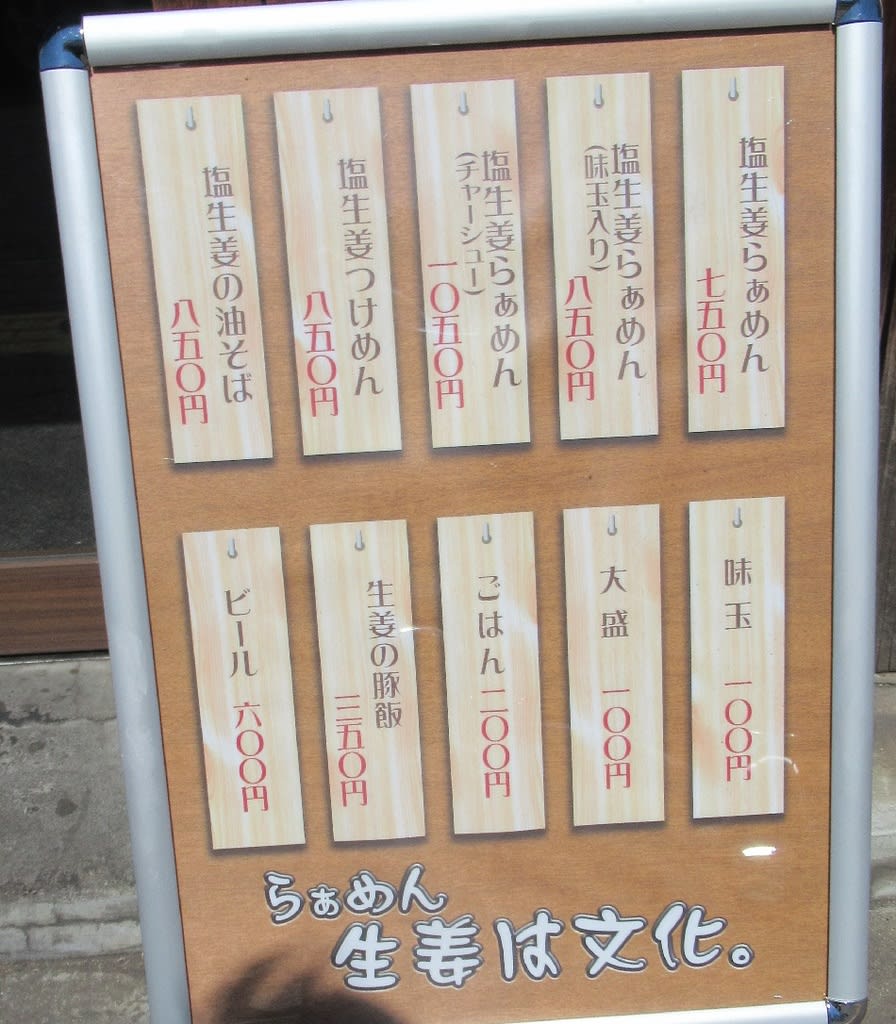 塩生姜らぁめん
七五〇円
塩生姜らぁめん
(味玉入り)
八五〇円
塩生姜らぁめん
(チャーシュー)
一〇五〇円
塩生姜つけめん
八五〇円
塩生姜の油そば
八五〇円
味玉 一〇〇円
大盛 一〇〇円
ごはん 二〇〇円
生姜の豚飯
三五〇円
ビール 六〇〇円
らぁめん
生姜は文化。